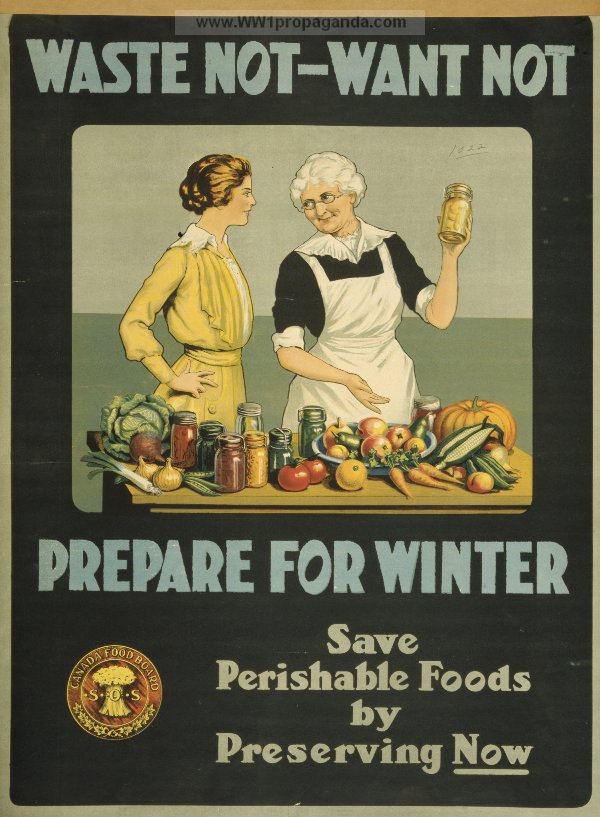 www.WW1propaganda.com
WASTE NOT–WANT NOT
1822
PREPARE FOR WINTER
Save
Perishable Foods
by
Preserving Now
CANADA FOOD BOARD
S·O·S